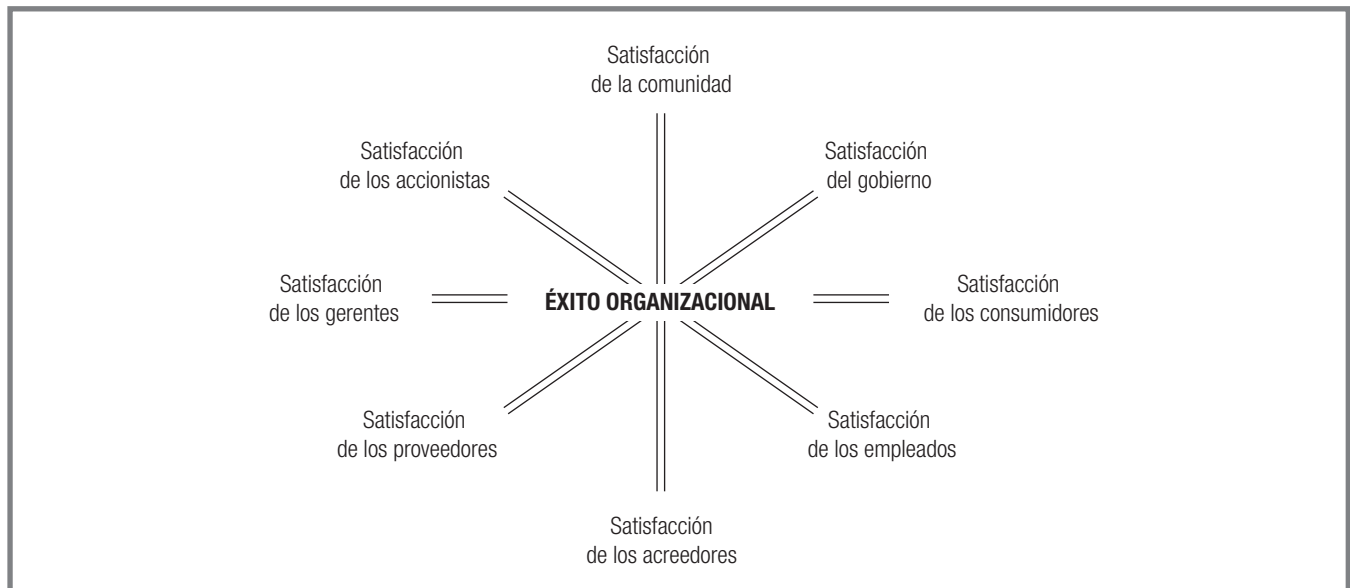 Satisfacción
de la comunidad
Satisfacción
de los accionistas
Satisfacción
del gobierno
Satisfacción
de los gerentes
ÉXITO ORGANIZACIONAL
Satisfacción
de los consumidores
Satisfacción
de los proveedores
Satisfacción
de los empleados
Satisfacción
de los acreedores